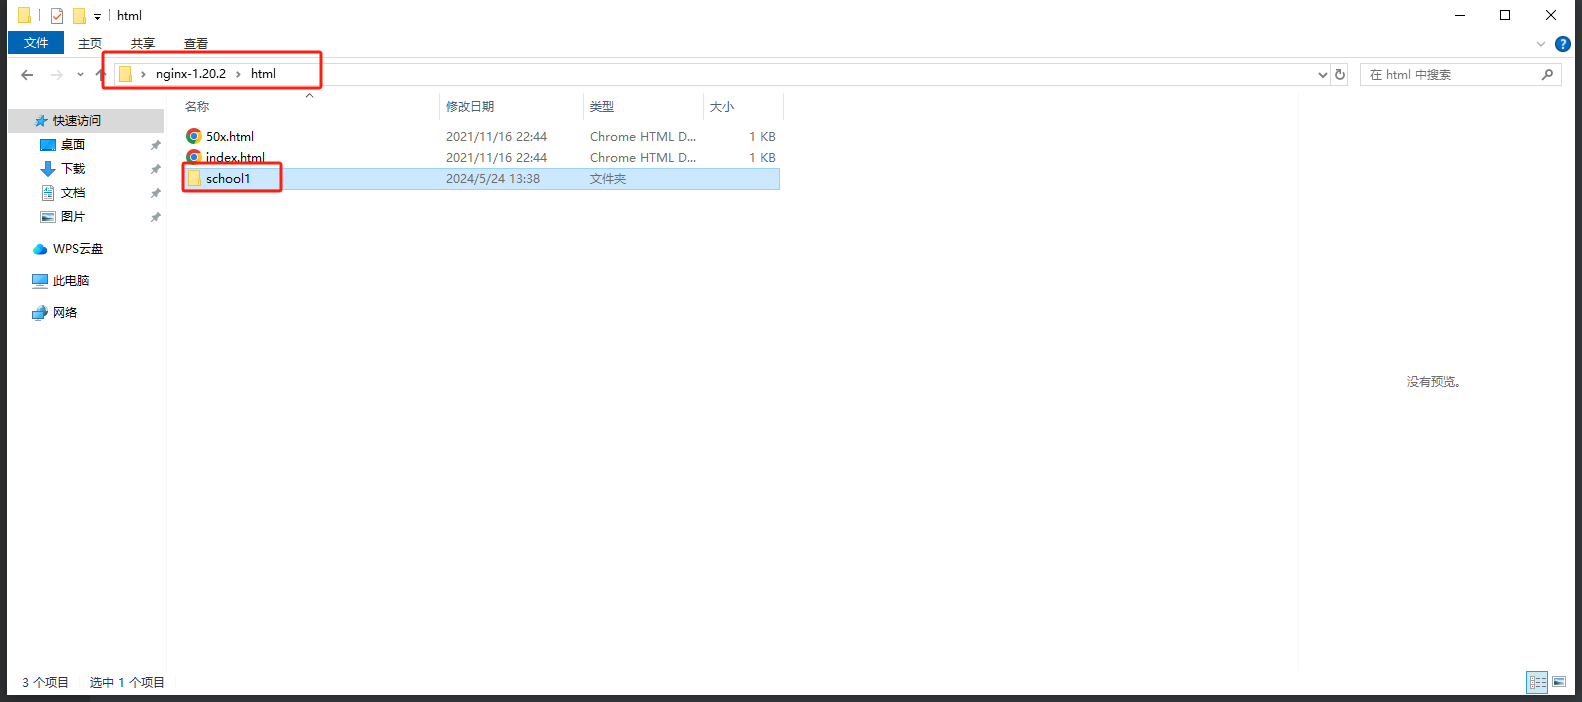 html
文件 主页 共享 查看
nginx-1.20.2 html 在 html 中搜索
名称 修改日期 类型 大小
快速访问
桌面
下载
文档
图片
WPS云盘
此电脑
网络
50x.html 2021/11/16 22:44 Chrome HTML D... 1 KB
index.html 2021/11/16 22:44 Chrome HTML D... 1 KB
school1 2024/5/24 13:38 文件夹
没有预览。
3 个项目 选中 1 个项目